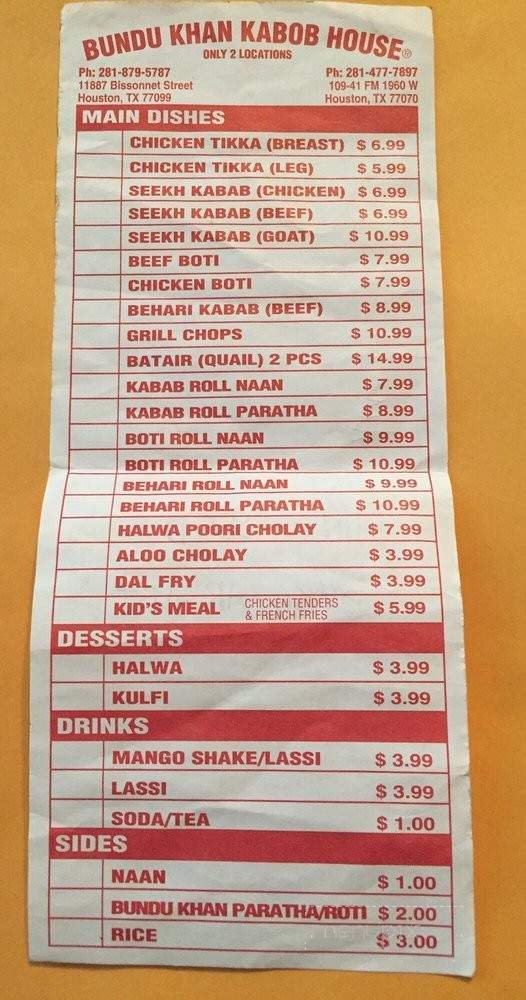 BUNDU KHAN KABOB HOUSE®
ONLY 2 LOCATIONS
Ph: 281-879-5787 Ph: 281-477-7897
11887 Bissonnet Street 109-41 FM 1960 W
Houston, TX 77099 Houston, TX 77070
MAIN DISHES
CHICKEN TIKKA (BREAST) $ 6.99
CHICKEN TIKKA (LEG) $ 5.99
SEEKH KABAB (CHICKEN) $ 6.99
SEEKH KABAB (BEEF) $ 6.99
SEEKH KABAB (GOAT) $ 10.99
BEEF BOTI $ 7.99
CHICKEN BOTI $ 7.99
BEHARI KABAB (BEEF) $ 8.99
GRILL CHOPS $ 10.99
BATAIR (QUAIL) 2 PCS $ 14.99
KABAB ROLL NAAN $ 7.99
KABAB ROLL PARATHA $ 8.99
BOTI ROLL NAAN $ 9.99
BOTI ROLL PARATHA $ 10.99
BEHARI ROLL NAAN $ 9.99
BEHARI ROLL PARATHA $ 10.99
HALWA POORI CHOLAY $ 7.99
ALOO CHOLAY $ 3.99
DAL FRY $ 3.99
KID'S MEAL CHICKEN TENDERS & FRENCH FRIES $ 5.99
DESSERTS
HALWA $ 3.99
KULFI $ 3.99
DRINKS
MANGO SHAKE/LASSI $ 3.99
LASSI $ 3.99
SODA/TEA $ 1.00
SIDES
NAAN $ 1.00
BUNDU KHAN PARATHA/ROTI $ 2.00
RICE $ 3.00